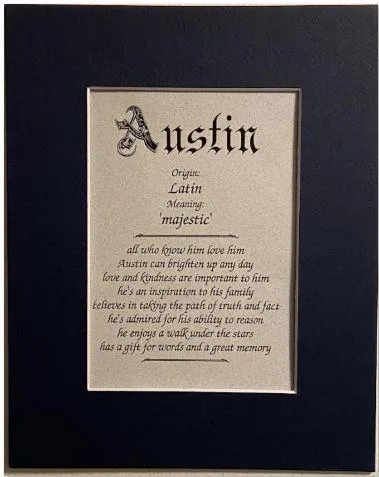 Austin
Origin:
Latin
Meaning:
'majestic'
all who know him love him
Austin can brighten up any day
love and kindness are important to him
he's an inspiration to his family
believes in taking the path of truth and fact
he's admired for his ability to reason
he enjoys a walk under the stars
has a gift for words and a great memory